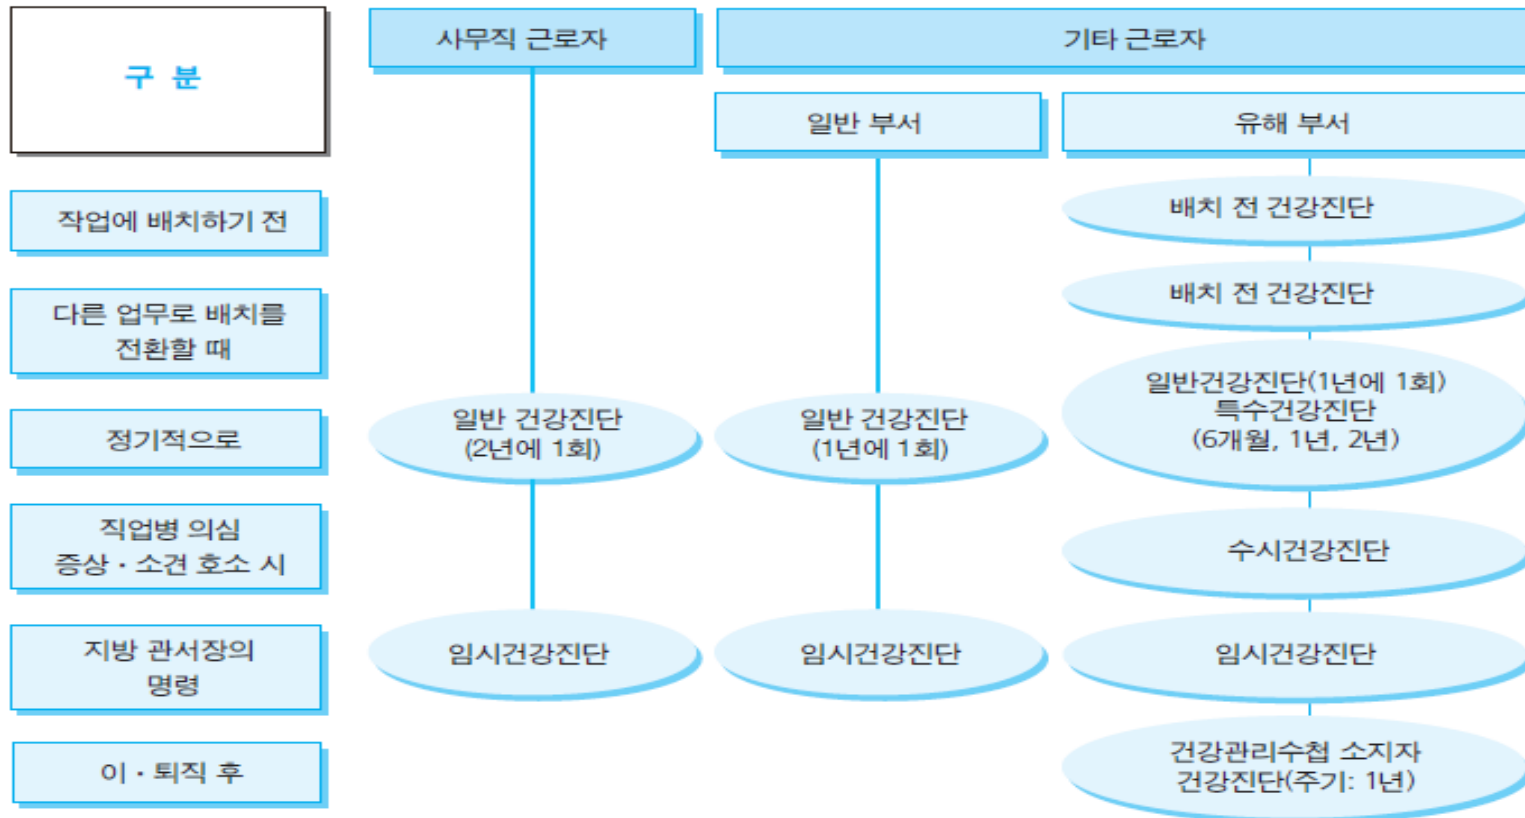 구 분
사무직 근로자
기타 근로자
일반 부서
유해 부서
작업에 배치하기 전
배치 전 건강진단
다른 업무로 배치를
전환할 때
배치 전 건강진단
정기적으로
일반 건강진단
(2년에 1회)
일반 건강진단
(1년에 1회)
일반건강진단(1년에 1회)
특수건강진단
(6개월, 1년, 2년)
직업병 의심
증상・소견 호소 시
수시건강진단
지방 관서장의
명령
임시건강진단
임시건강진단
임시건강진단
이・퇴직 후
건강관리수첩 소지자
건강진단(주기: 1년)